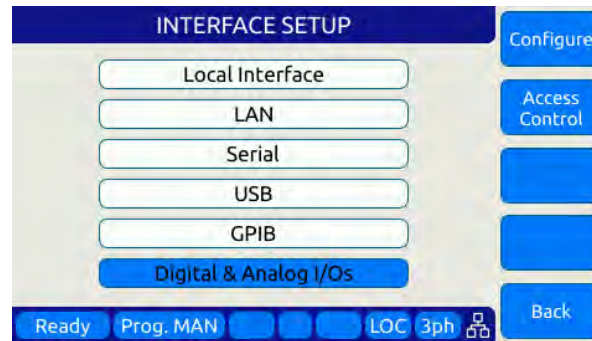 INTERFACE SETUP
Configure
Local Interface
Access
Control
LAN
Serial
USB
GPIB
Digital & Analog I/Os
Back
Ready Prog. MAN LOC 3ph